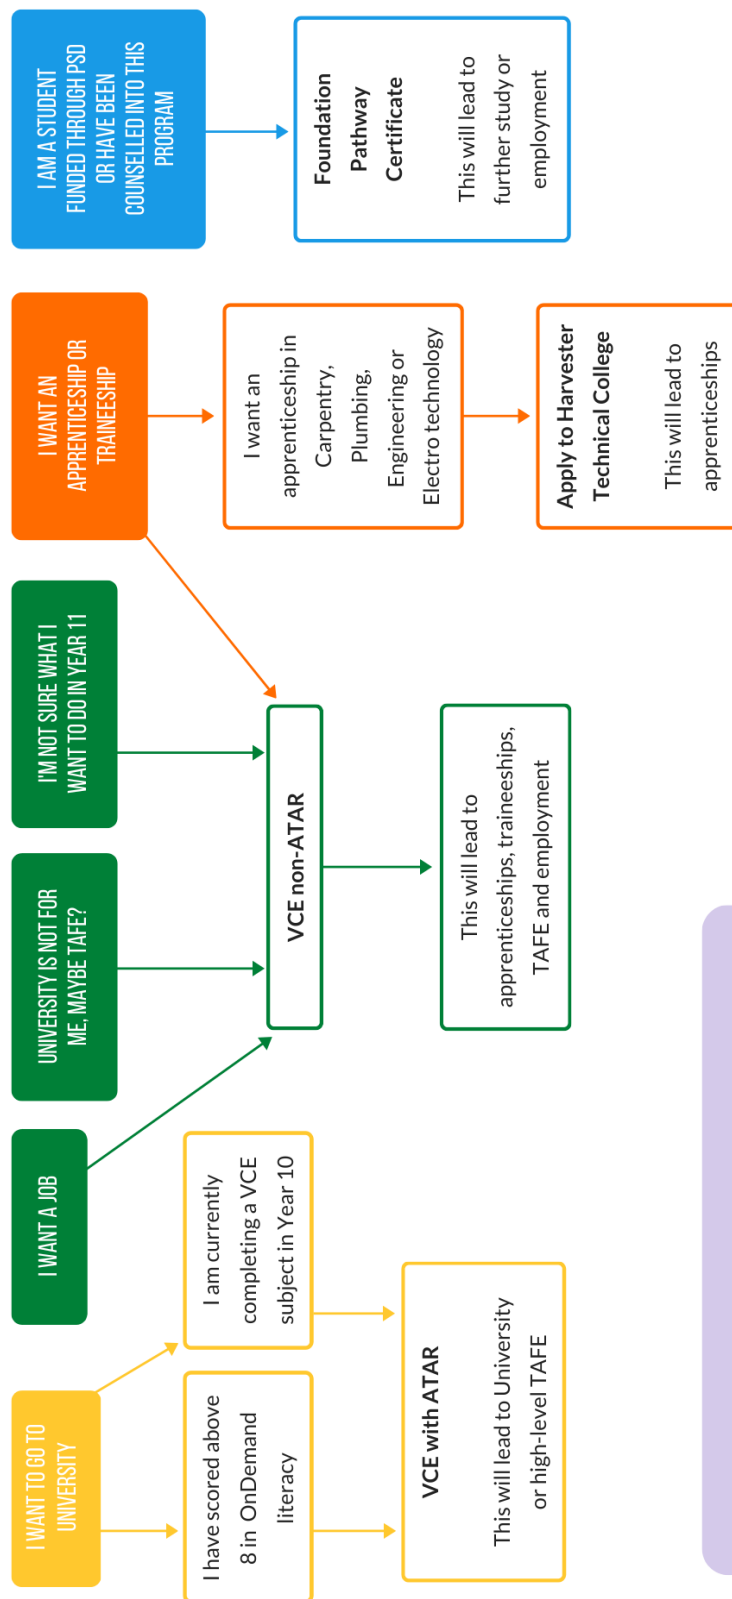 I WANT TO GO TO
UNIVERSITY
I have scored above
8 in OnDemand
literacy
I am currently
completing a VCE
subject in Year 10
VCE with ATAR
This will lead to University
or high-level TAFE
I WANT A JOB
UNIVERSITY IS NOT FOR
ME, MAYBE TAFE?
I'M NOT SURE WHAT I
WANT TO DO IN YEAR 11
VCE non-ATAR
This will lead to
apprenticeships, traineeships,
TAFE and employment
I WANT AN
APPRENTICESHIP OR
TRAINEESHIP
I want an
apprenticeship in
Carpentry,
Plumbing,
Engineering or
Electro technology
Apply to Harvester
Technical College
This will lead to
apprenticeships
I AM A STUDENT
FUNDED THROUGH PSD
OR HAVE BEEN
COUNSELLED INTO THIS
PROGRAM
Foundation
Pathway
Certificate
This will lead to
further study or
employment